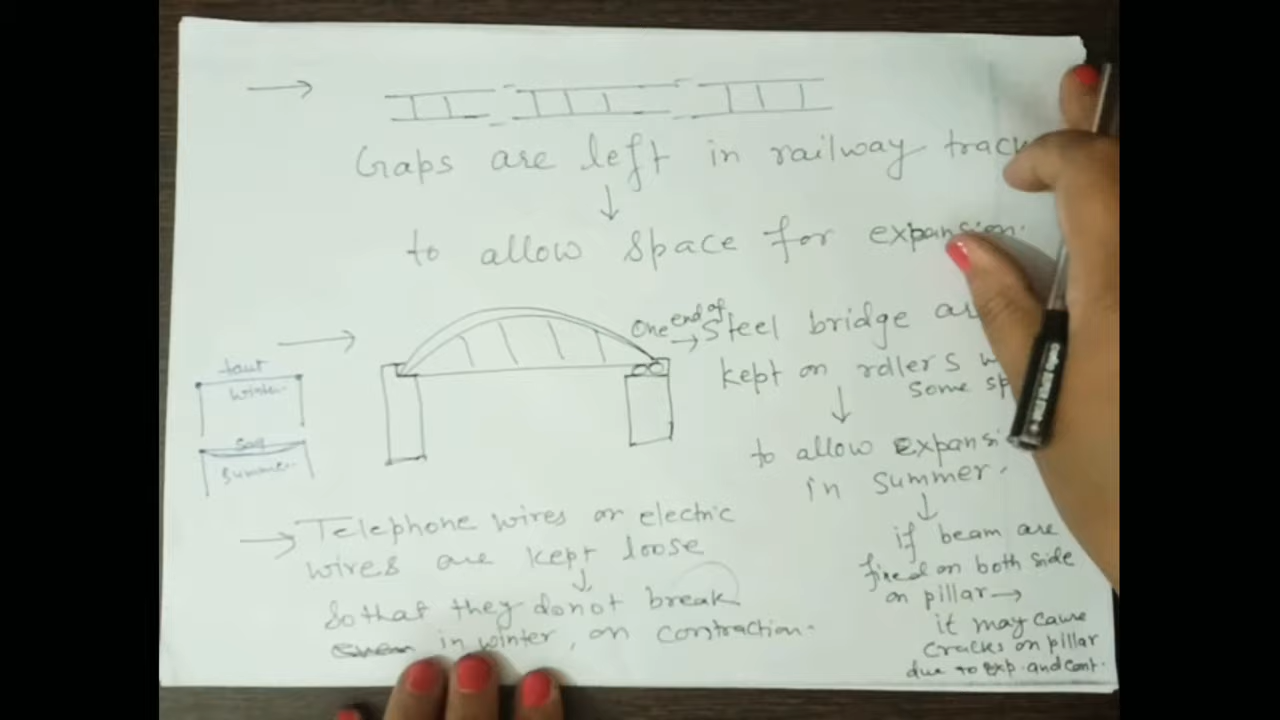 Gaps are left in railway track
to allow space for expansion.
One end of
Steel bridge are
kept on rollers w
some sp
to allow Expansi
in summer.
if beam are
fixed on both side
on pillar
it may cause
cracks on pillar
due to exp. and cont.
taut
winter
sag
summer
Telephone wires or electric
wires are kept loose
So that they donot break
in winter, on contraction.